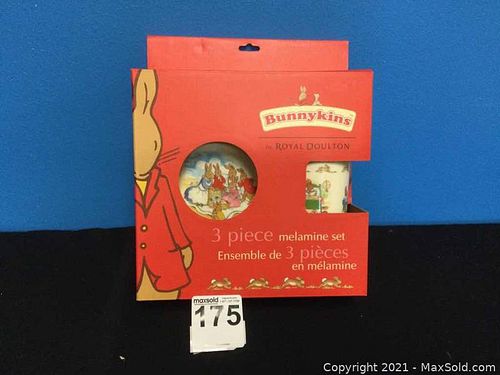 Bunnykins
by ROYAL DOULTON
3 piece melamine set
Ensemble de 3 pièces
en mélamine
maxsold
175
Copyright © 2021 - MaxSold.com